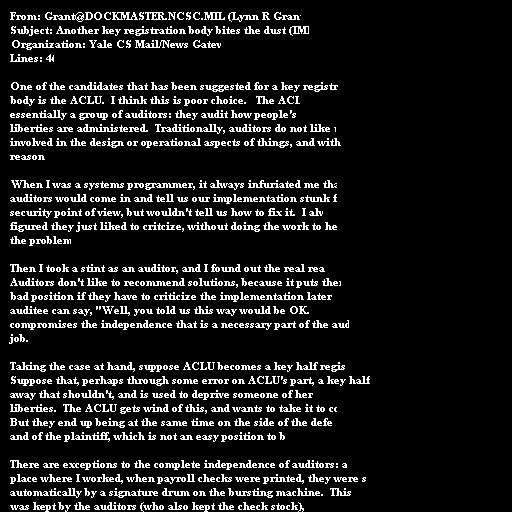 From: Grant@DOCKMASTER.NCSC.MIL (Lynn R Gran
Subject: Another key registration body bites the dust (IM
Organization: Yale CS Mail/News Gatew
Lines: 4

One of the candidates that has been suggested for a key registr
body is the ACLU.  I think this is poor choice.   The ACL
essentially a group of auditors: they audit how people's
liberties are administered.  Traditionally, auditors do not like
involved in the design or operational aspects of things, and with
reason

When I was a systems programmer, it always infuriated me tha
auditors would come in and tell us our implementation stunk f
security point of view, but wouldn't tell us how to fix it.  I alw
figured they just liked to critcize, without doing the work to he
the problem

Then I took a stint as an auditor, and I found out the real rea
Auditors don't like to recommend solutions, because it puts the
bad position if they have to criticize the implementation later
auditee can say, "Well, you told us this way would be OK.
compromises the independence that is a necessary part of the aud
job.

Taking the case at hand, suppose ACLU becomes a key half regis
Suppose that, perhaps through some error on ACLU's part, a key half
away that shouldn't, and is used to deprive someone of her
liberties.  The ACLU gets wind of this, and wants to take it to co
But they end up being at the same time on the side of the defe
and of the plaintiff, which is not an easy position to b

There are exceptions to the complete independence of auditors: a
place where I worked, when payroll checks were printed, they were s
automatically by a signature drum on the bursting machine.  This
was kept by the auditors (who also kept the check stock),